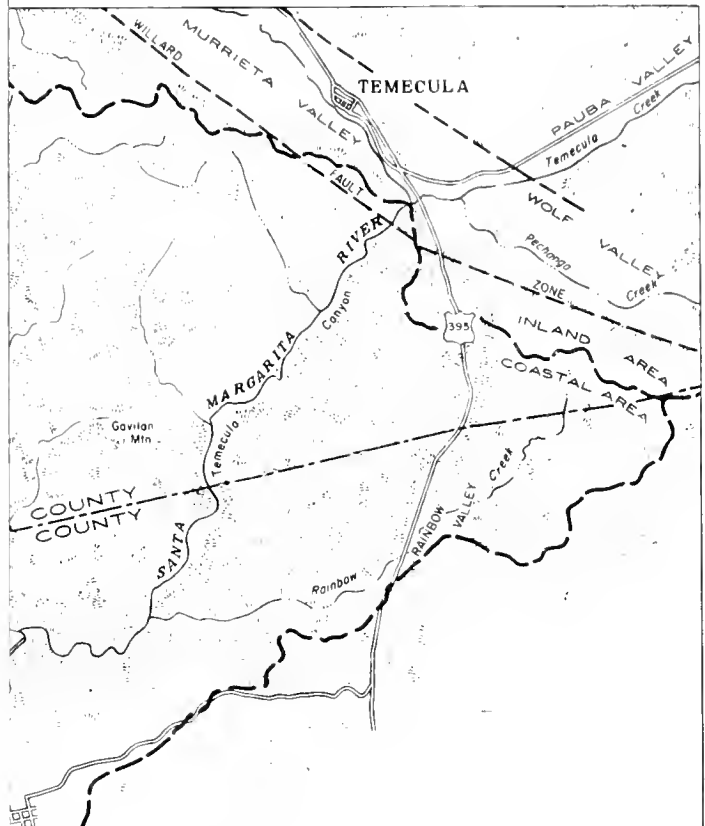 WILLARD
MURRIETA VALLEY
TEMECULA
PAUBA VALLEY
Temecula Creek
FAULT
WOLF VALLEY
Pechanga Creek
ZONE
RIVER
Canyon
395
INLAND AREA
COASTAL AREA
MARGARITA
Gavilan
Mtn
Temecula
COUNTY
COUNTY
Creek
RAINBOW VALLEY
SANTA
Rainbow